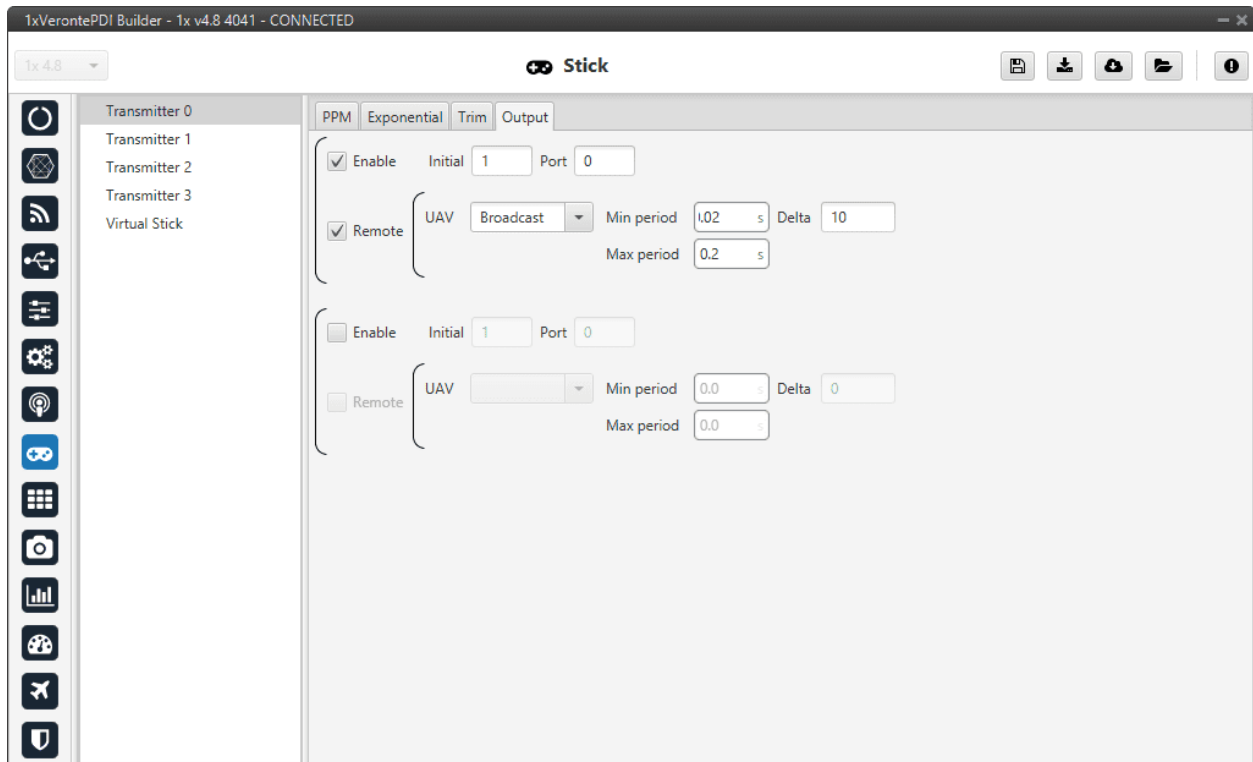 1xVerontePDI Builder - 1x v4.8 4041 - CONNECTED
1x 4.8
Stick
Transmitter 0
Transmitter 1
Transmitter 2
Transmitter 3
Virtual Stick
PPM Exponential Trim Output
Enable Initial 1 Port 0
Remote UAV Broadcast Min period .02 s Delta 10
Max period 0.2 s
Enable Initial 1 Port 0
Remote UAV Min period 0.0 s Delta 0
Max period 0.0 s